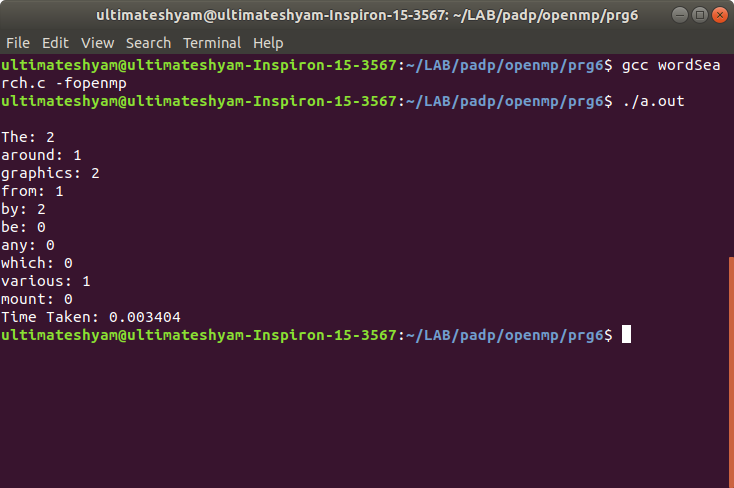 ultimateshyam@ultimateshyam-Inspiron-15-3567: ~/LAB/padp/openmp/prg6
File Edit View Search Terminal Help
ultimateshyam@ultimateshyam-Inspiron-15-3567:~/LAB/padp/openmp/prg6$ gcc wordSea
rch.c -fopenmp
ultimateshyam@ultimateshyam-Inspiron-15-3567:~/LAB/padp/openmp/prg6$ ./a.out
The: 2
around: 1
graphics: 2
from: 1
by: 2
be: 0
any: 0
which: 0
various: 1
mount: 0
Time Taken: 0.003404
ultimateshyam@ultimateshyam-Inspiron-15-3567:~/LAB/padp/openmp/prg6$